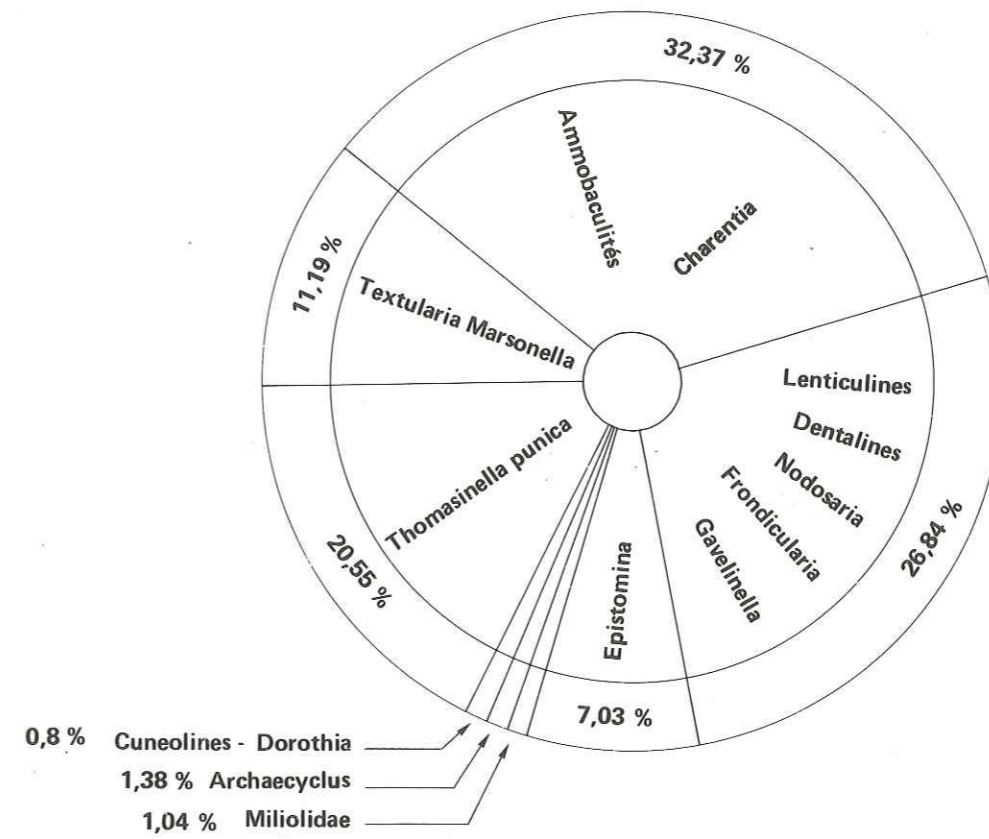 32,37 %
Ammobaculités
Charentia
11,19 %
Textularia Marsonella
Lenticulines
Dentalines
Nodosaria
Frondicularia
Gavelinella
26,84 %
Thomasinella punica
20,55 %
Epistomina
7,03 %
0,8 % Cuneolines - Dorothia
1,38 % Archaecyclus
1,04 % Miliolidae